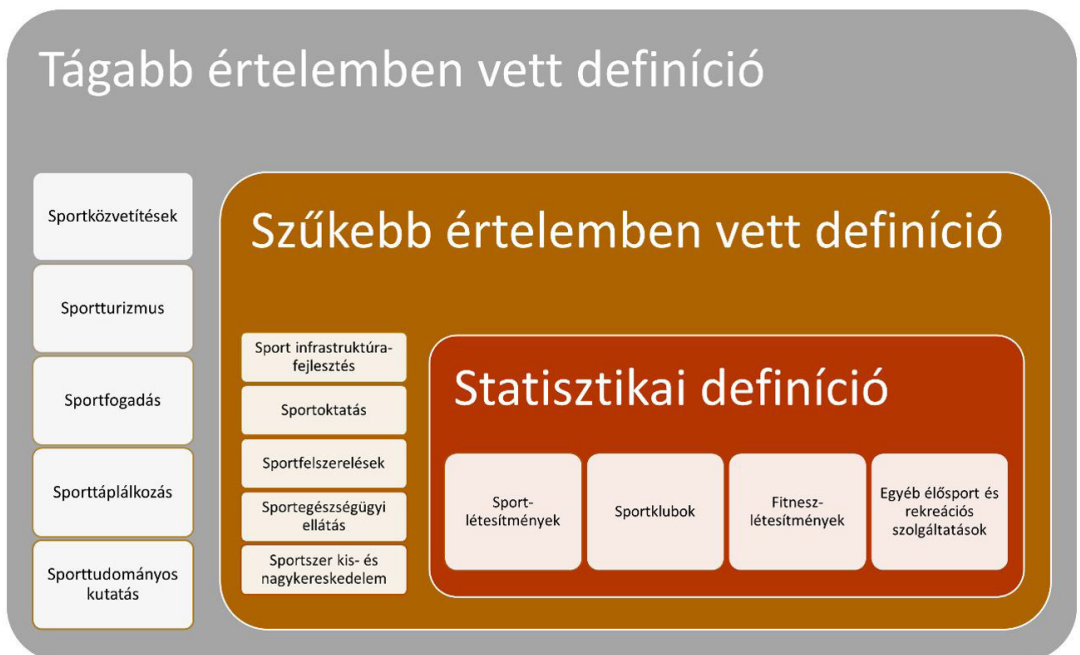 Tágabb értelemben vett definíció
Sportközvetítések
Sportturizmus
Sportfogadás
Sporttáplálkozás
Sporttudományos
kutatás
Szűkebb értelemben vett definíció
Sport infrastruktúra-
fejlesztés
Sportoktatás
Sportfelszerelések
Sportegészségügyi
ellátás
Sportszer kis- és
nagykereskedelem
Statisztikai definíció
Sport-
létesítmények
Sportklubok
Fitnesz-
létesítmények
Egyéb élősport és
rekreációs
szolgáltatások